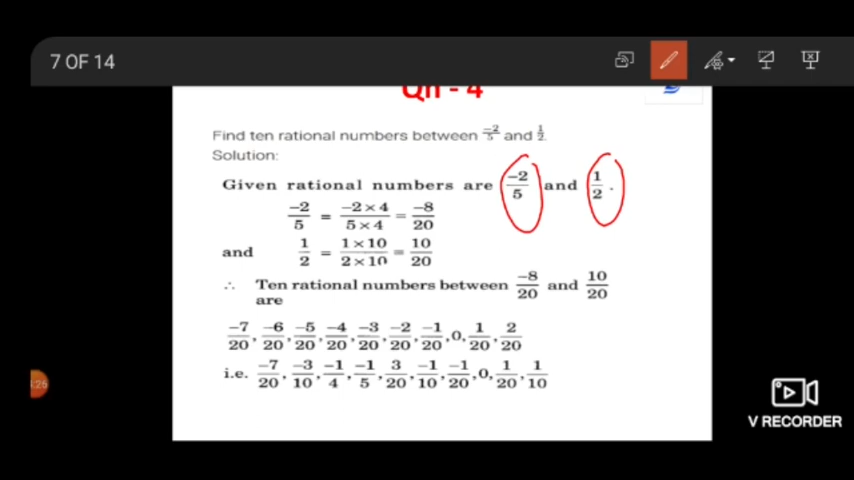 7 OF 14
Qn - 4
Find ten rational numbers between -2/5 and 1/2.
Solution:
Given rational numbers are -2/5 and 1/2.
-2/5 = -2×4/5×4 = -8/20
and 1/2 = 1×10/2×10 = 10/20
∴ Ten rational numbers between -8/20 and 10/20
are
-7/20, -6/20, -5/20, -4/20, -3/20, -2/20, -1/20, 0, 1/20, 2/20
i.e. -7/20, -3/10, -1/4, -1/5, 3/20, -1/10, -1/20, 0, 1/20, 1/10
V RECORDER